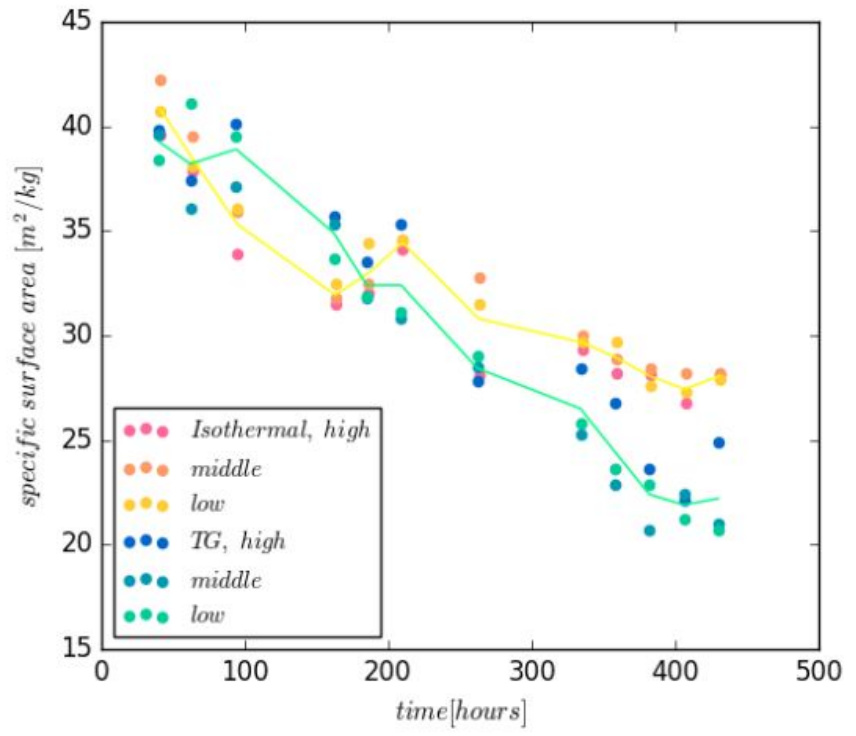 45
40
35
30
25
20
15
specific surface area [m²/kg]
Isothermal, high
middle
low
TG, high
middle
low
0 100 200 300 400 500
time[hours]